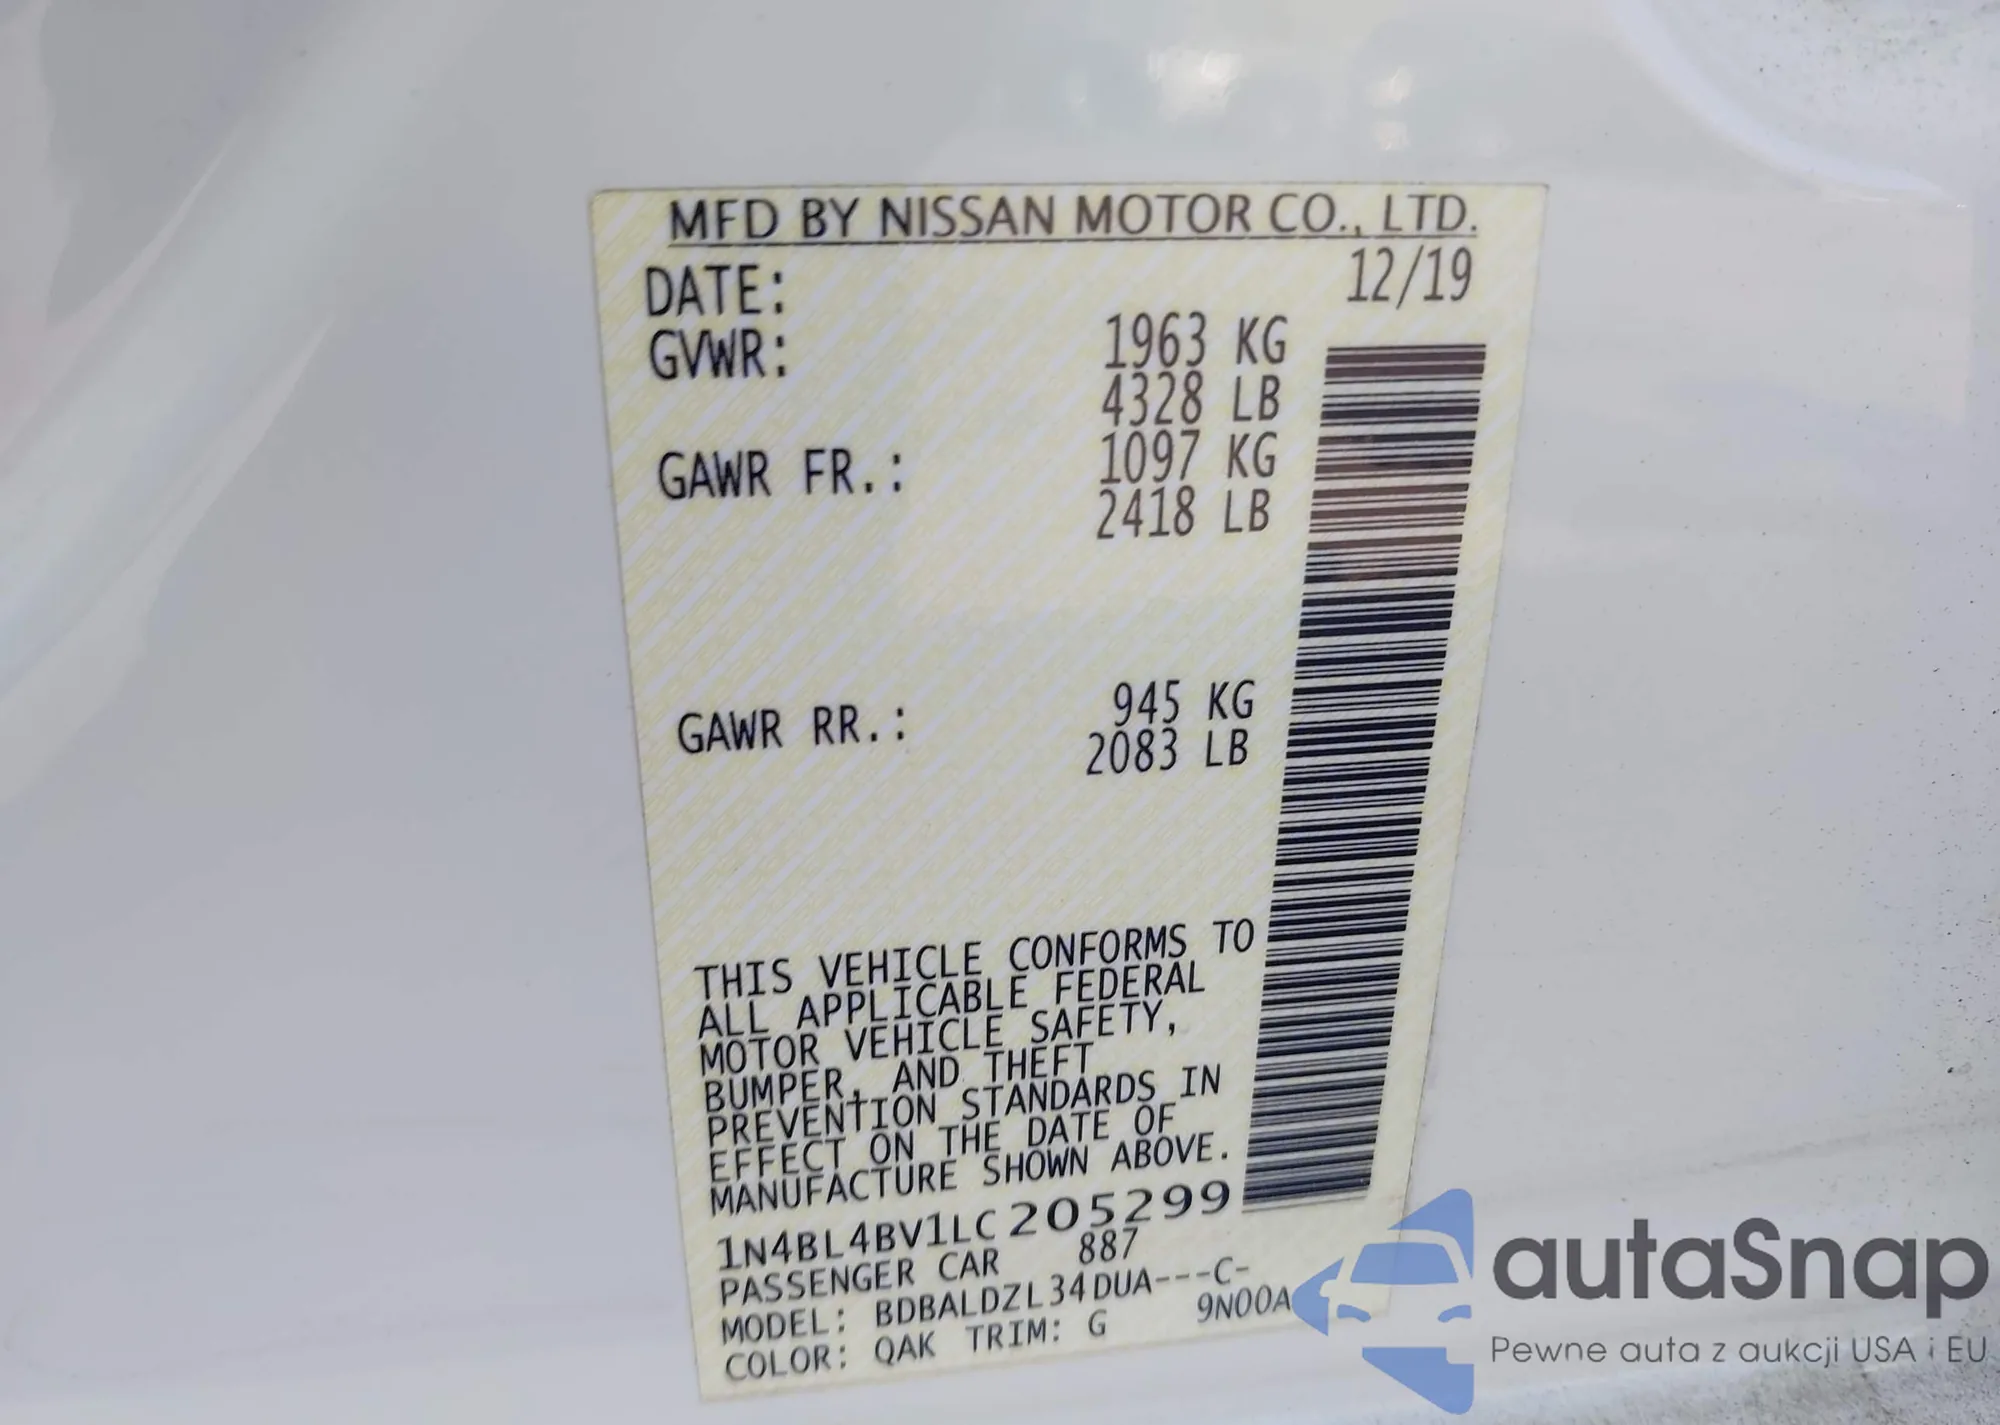 MFD BY NISSAN MOTOR CO., LTD.
DATE: 12/19
GVWR: 1963 KG
4328 LB
GAWR FR.: 1097 KG
2418 LB
GAWR RR.: 945 KG
2083 LB
THIS VEHICLE CONFORMS TO
ALL APPLICABLE FEDERAL
MOTOR VEHICLE SAFETY,
BUMPER, AND THEFT
PREVENTION STANDARDS IN
EFFECT ON THE DATE OF
MANUFACTURE SHOWN ABOVE.
1N4BL4BV1LC205299
PASSENGER CAR 887
MODEL: BDBALDZL34DUA---C-
COLOR: QAK TRIM: G 9N00A
autaSnap
Pewne auta z aukcji USA i EU